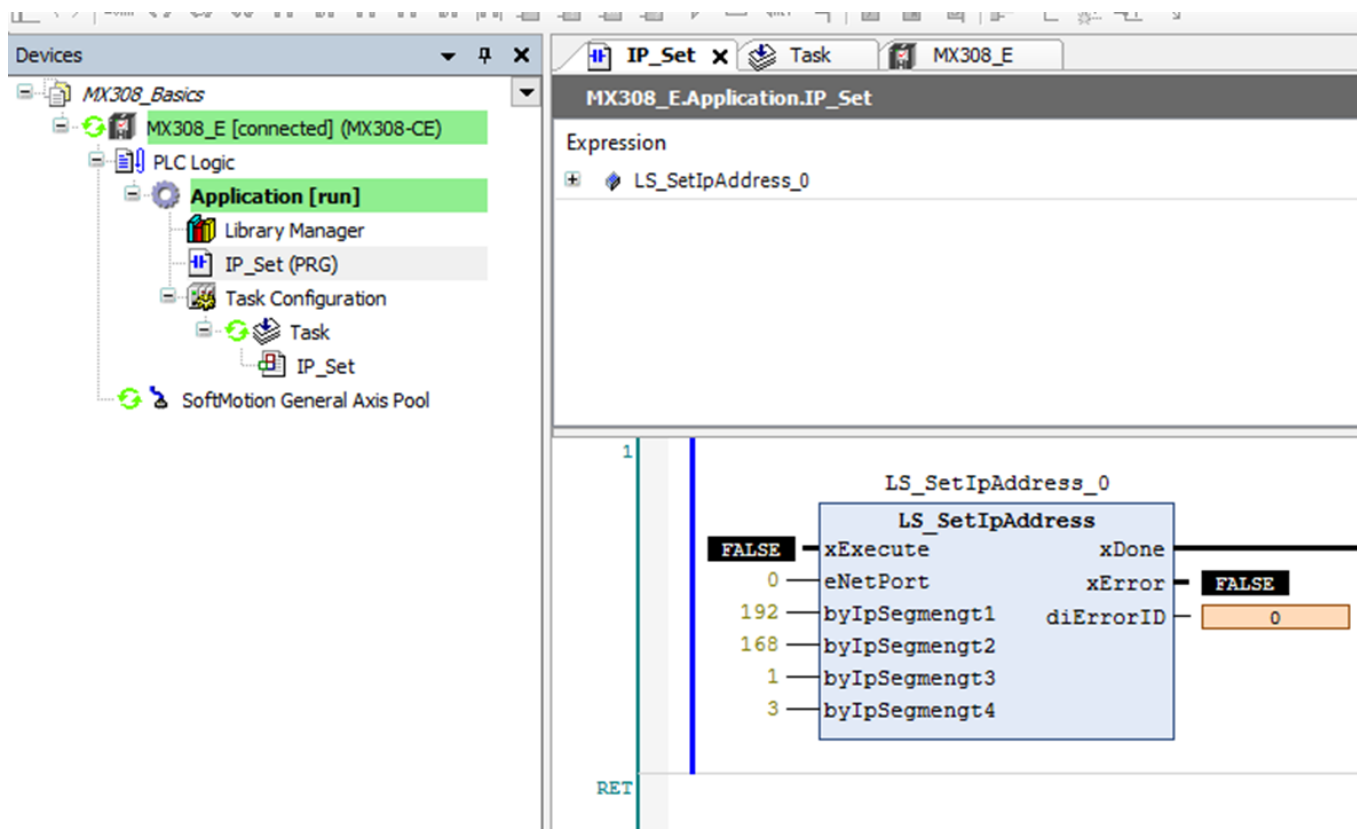 Devices
MX308_Basics
MX308_E [connected] (MX308-CE)
PLC Logic
Application [run]
Library Manager
IP_Set (PRG)
Task Configuration
Task
IP_Set
SoftMotion General Axis Pool
IP_Set Task MX308_E
MX308_E.Application.IP_Set
Expression
LS_SetIpAddress_0
1
LS_SetIpAddress_0
LS_SetIpAddress
FALSE xExecute xDone
0 eNetPort xError FALSE
192 byIpSegmengt1 diErrorID 0
168 byIpSegmengt2
1 byIpSegmengt3
3 byIpSegmengt4
RET